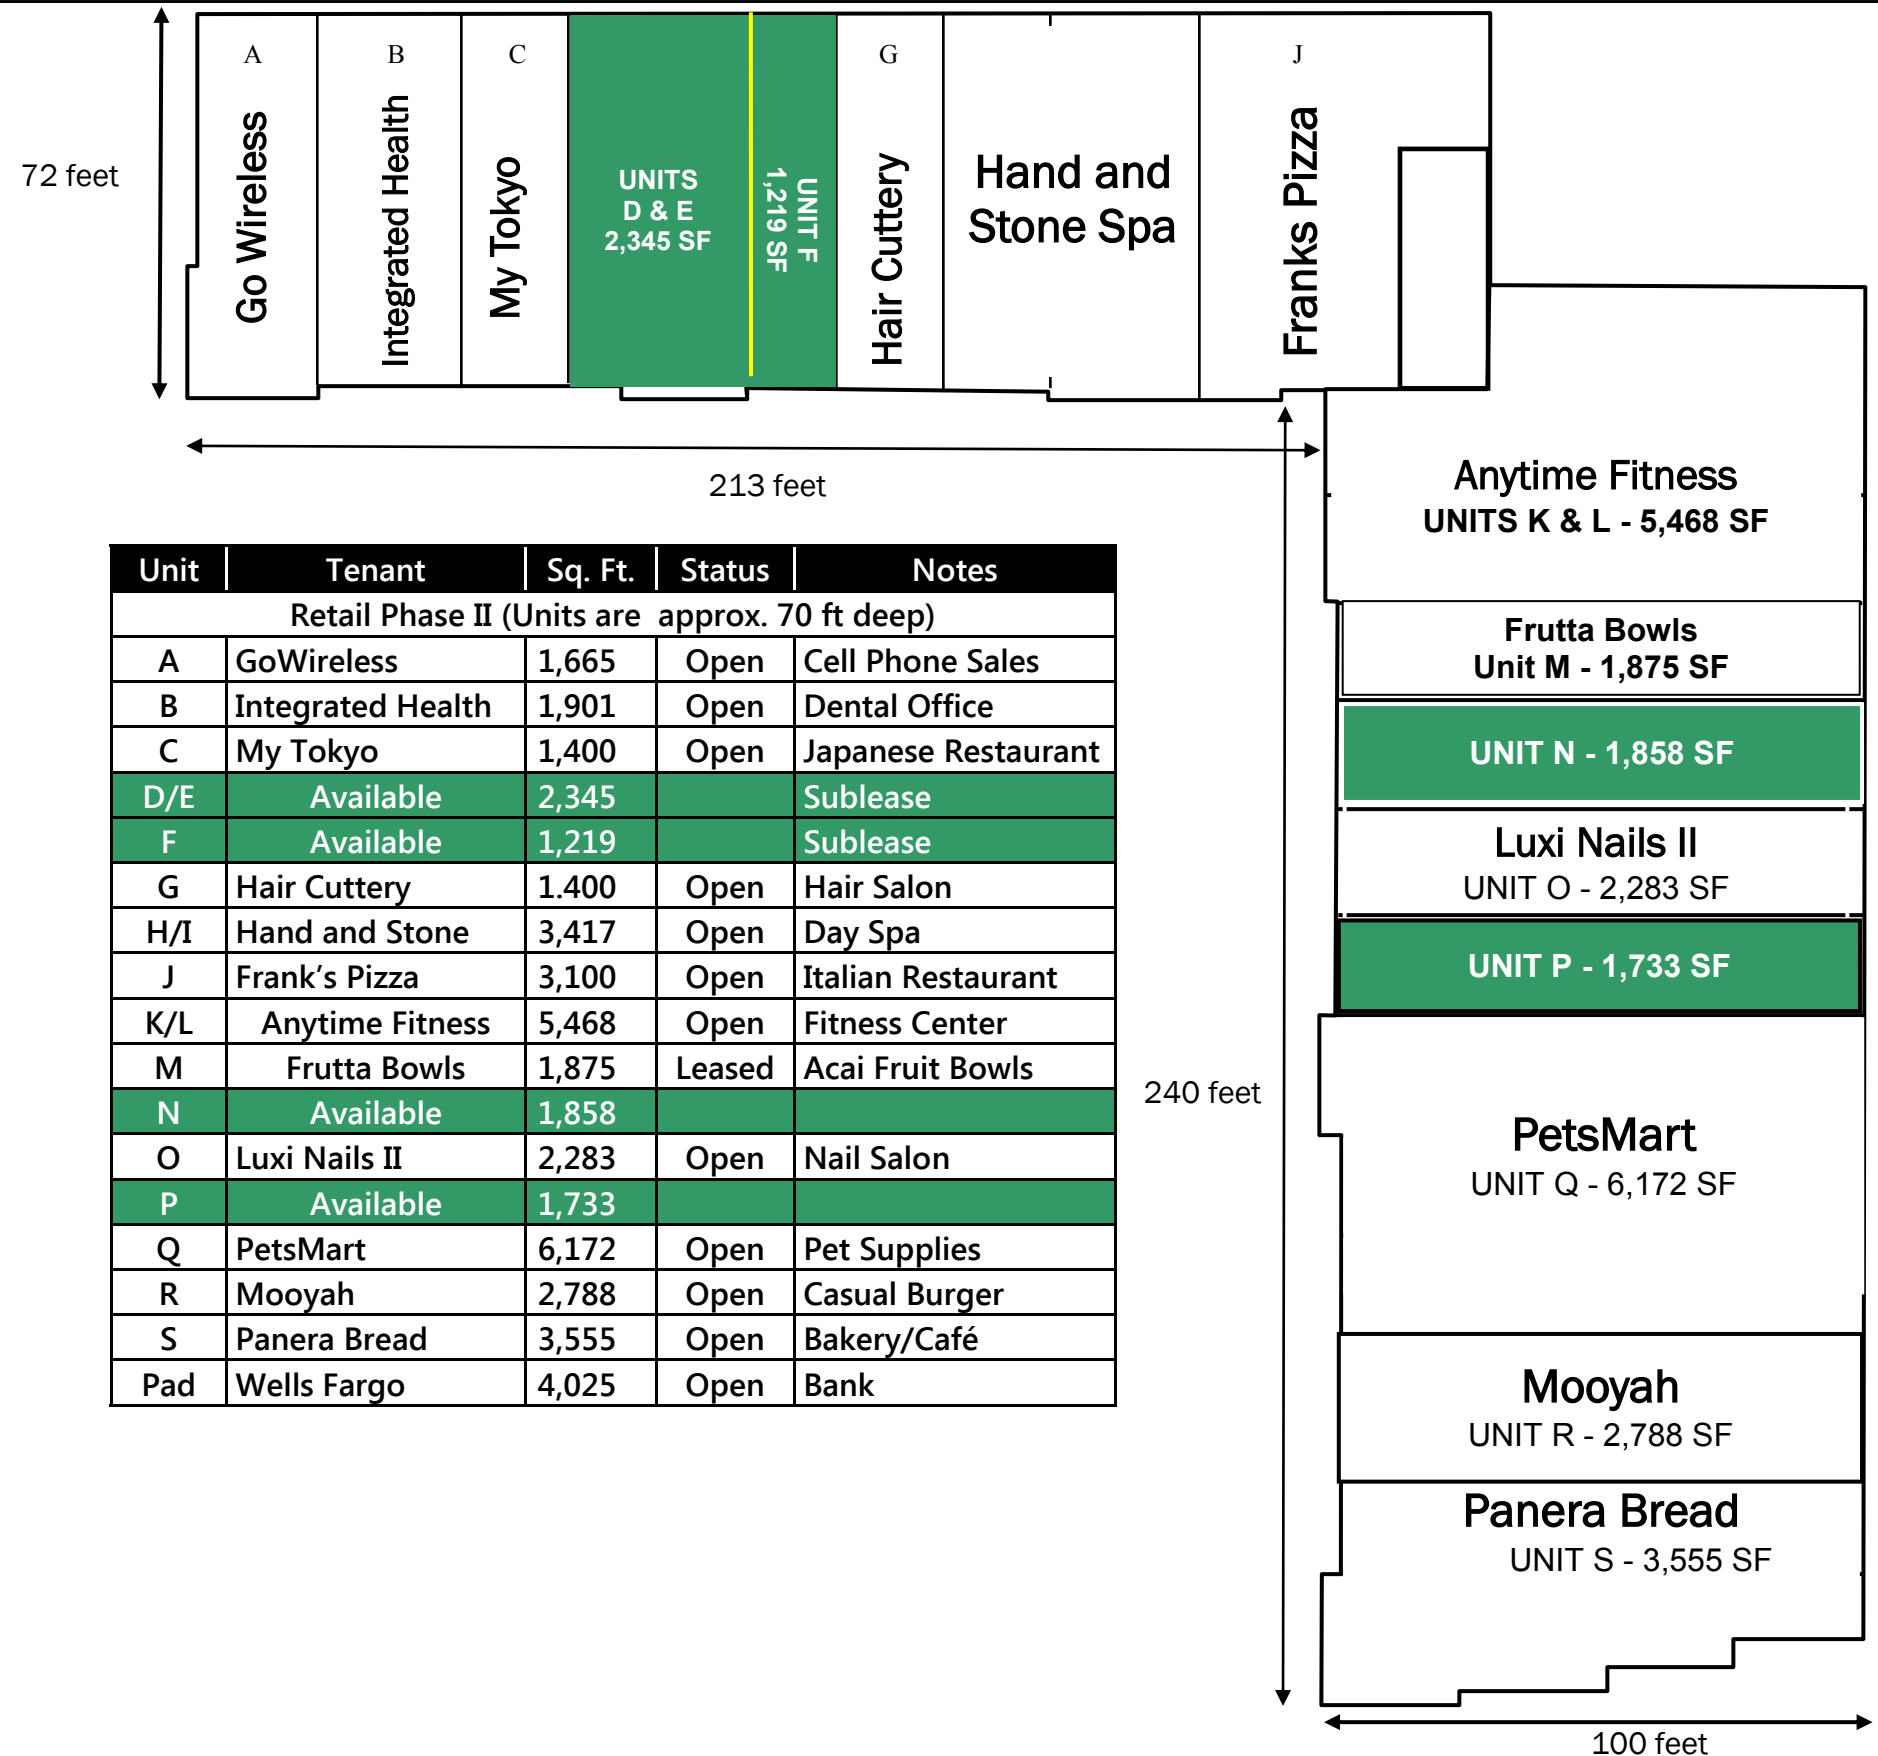 A
B
C
G
J
Go Wireless
Integrated Health
My Tokyo
UNITS
D & E
2,345 SF
UNIT F
1,219 SF
Hair Cuttery
Hand and
Stone Spa
Franks Pizza
72 feet
213 feet
Anytime Fitness
UNITS K & L - 5,468 SF
Frutta Bowls
Unit M - 1,875 SF
UNIT N - 1,858 SF
Luxi Nails II
UNIT O - 2,283 SF
UNIT P - 1,733 SF
240 feet
PetsMart
UNIT Q - 6,172 SF
Mooyah
UNIT R - 2,788 SF
Panera Bread
UNIT S - 3,555 SF
100 feet
Unit Tenant Sq. Ft. Status Notes
Retail Phase II (Units are approx. 70 ft deep)
A GoWireless 1,665 Open Cell Phone Sales
B Integrated Health 1,901 Open Dental Office
C My Tokyo 1,400 Open Japanese Restaurant
D/E Available 2,345 Sublease
F Available 1,219 Sublease
G Hair Cuttery 1.400 Open Hair Salon
H/I Hand and Stone 3,417 Open Day Spa
J Frank’s Pizza 3,100 Open Italian Restaurant
K/L Anytime Fitness 5,468 Open Fitness Center
M Frutta Bowls 1,875 Leased Acai Fruit Bowls
N Available 1,858
O Luxi Nails II 2,283 Open Nail Salon
P Available 1,733
Q PetsMart 6,172 Open Pet Supplies
R Mooyah 2,788 Open Casual Burger
S Panera Bread 3,555 Open Bakery/Café
Pad Wells Fargo 4,025 Open Bank